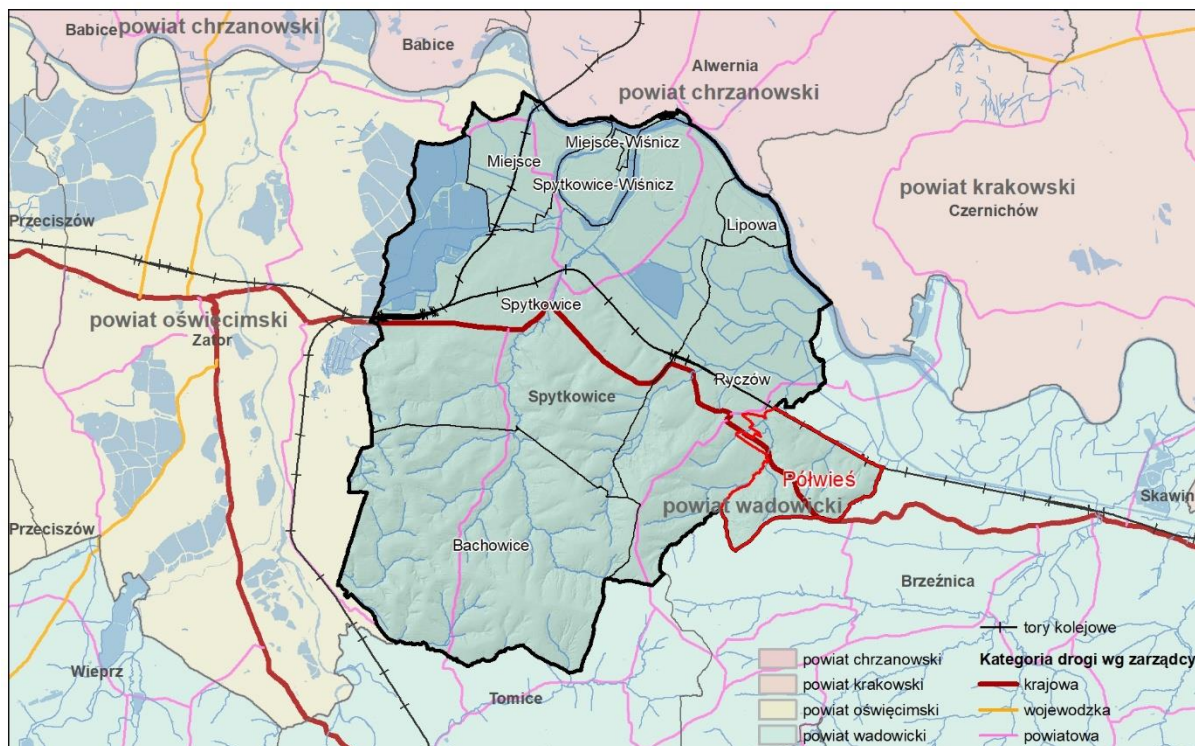 Babice
powiat chrzanowski
Babice
Alwernia
powiat chrzanowski
Miejsce
Miejsce-Wiśnicz
Spytkowice-Wiśnicz
powiat krakowski
Czernichów
Przeciszów
Lipowa
Spytkowice
powiat oświęcimski
Zator
Ryczów
Spytkowice
Półwieś
powiat wadowicki
Skawin
Przeciszów
Bachowice
Brzeźnica
Wieprz
Tomice
tory kolejowe
powiat chrzanowski
powiat krakowski
powiat oświęcimski
powiat wadowicki
Kategoria drogi wg zarządcy
krajowa
wojewodzka
powiatowa